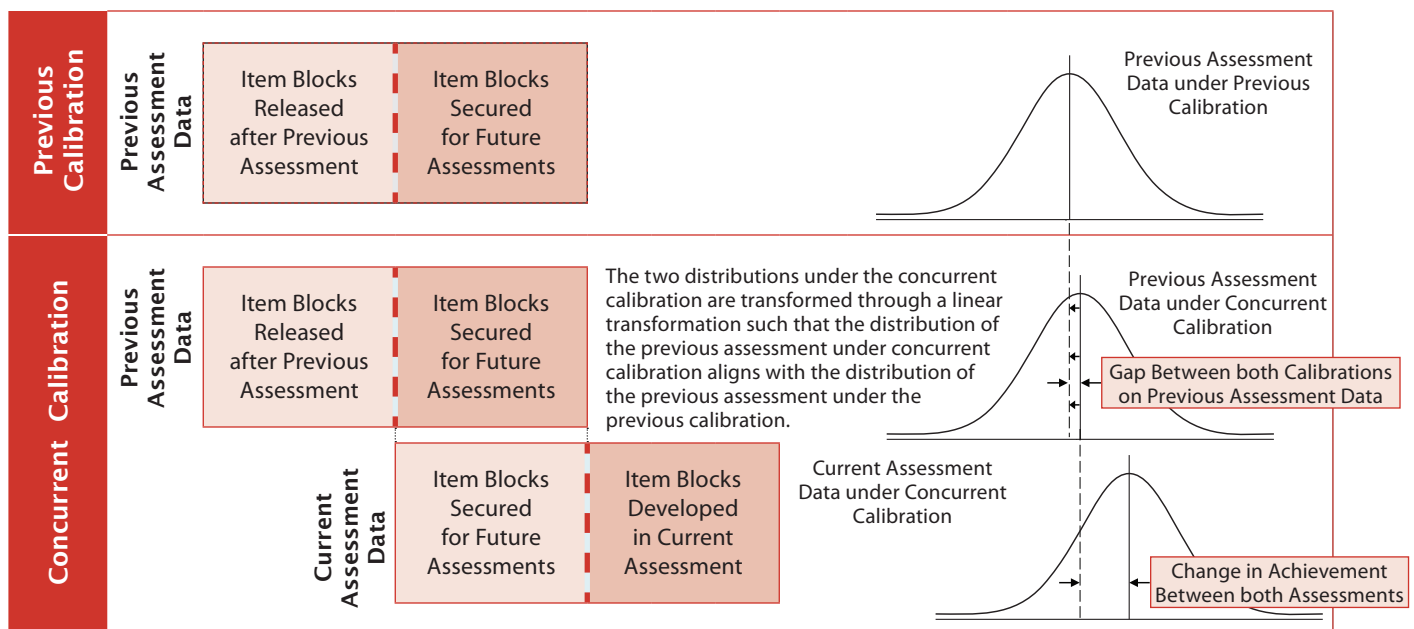 Previous
Calibration
Previous
Assessment
Data
Item Blocks
Released
after Previous
Assessment
Item Blocks
Secured
for Future
Assessments
Previous Assessment
Data under Previous
Calibration
Concurrent Calibration
Previous
Assessment
Data
Item Blocks
Released
after Previous
Assessment
Item Blocks
Secured
for Future
Assessments
The two distributions under the concurrent
calibration are transformed through a linear
transformation such that the distribution of
the previous assessment under concurrent
calibration aligns with the distribution of
the previous assessment under the
previous calibration.
Previous Assessment
Data under Concurrent
Calibration
Gap Between both Calibrations
on Previous Assessment Data
Current
Assessment
Data
Item Blocks
Secured
for Future
Assessments
Item Blocks
Developed
in Current
Assessment
Current Assessment
Data under Concurrent
Calibration
Change in Achievement
Between both Assessments